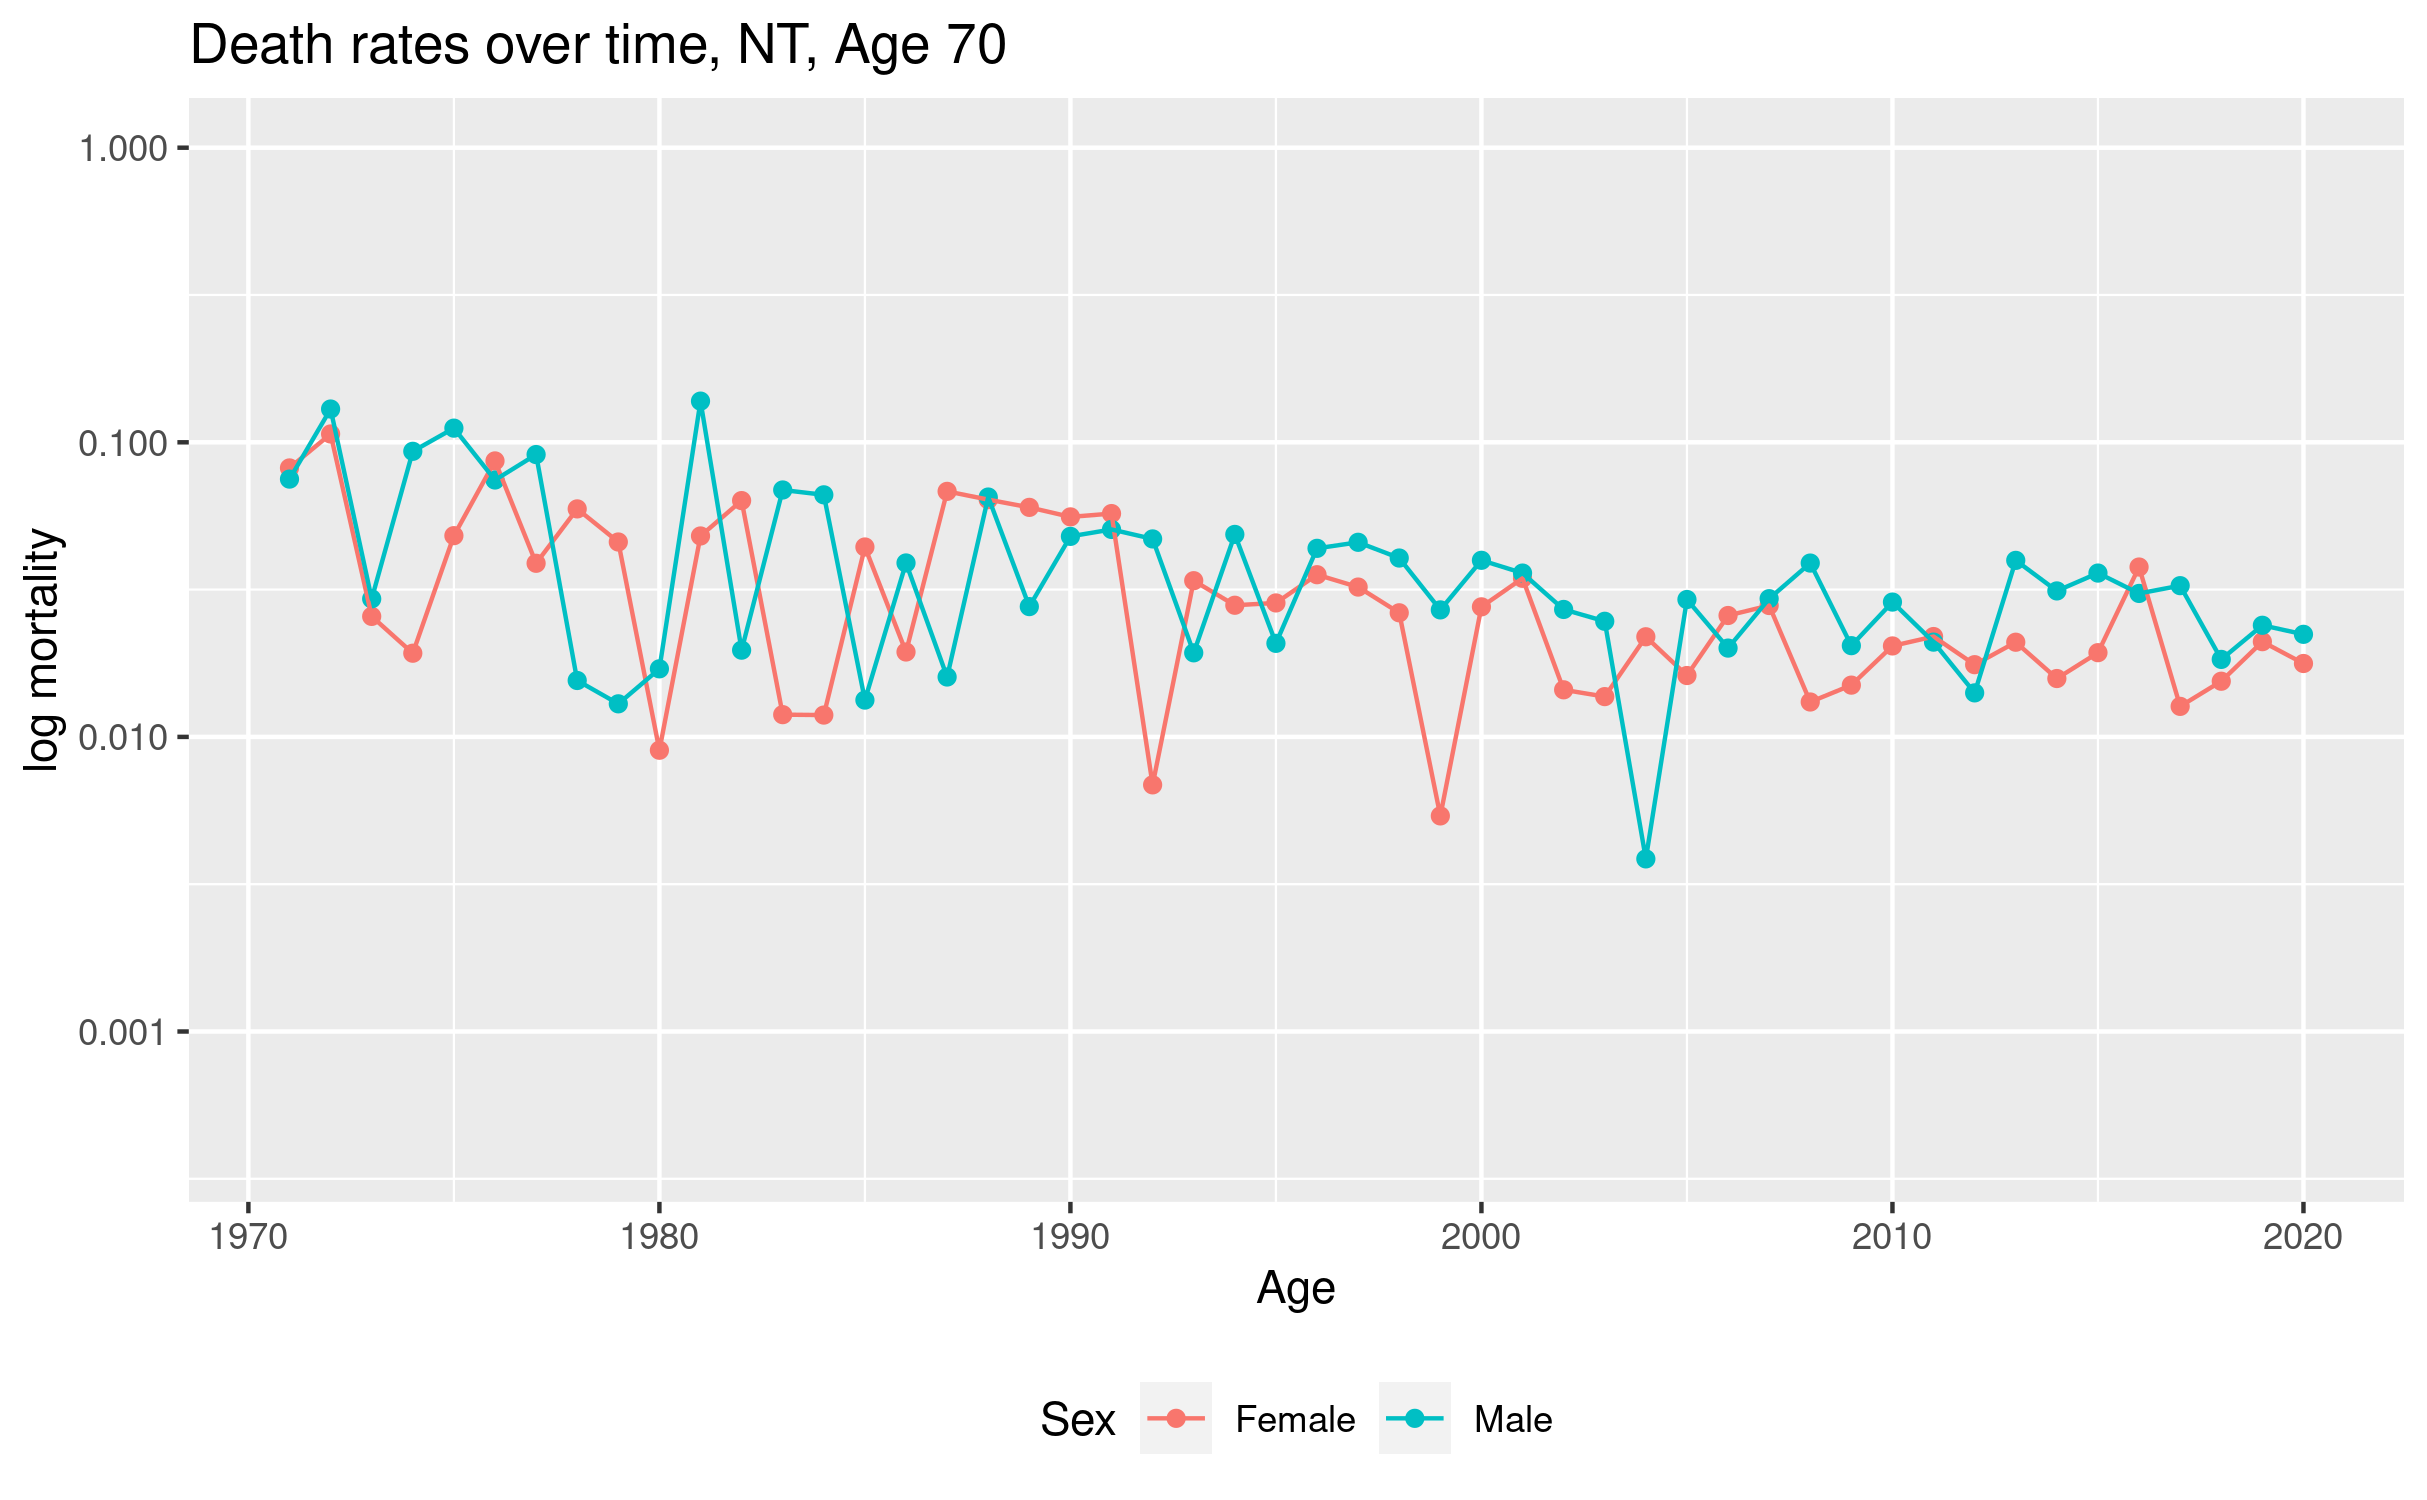 Death rates over time, NT, Age 70
log mortality
1.000
0.100
0.010
0.001
1970 1980 1990 2000 2010 2020
Age
Sex Female Male